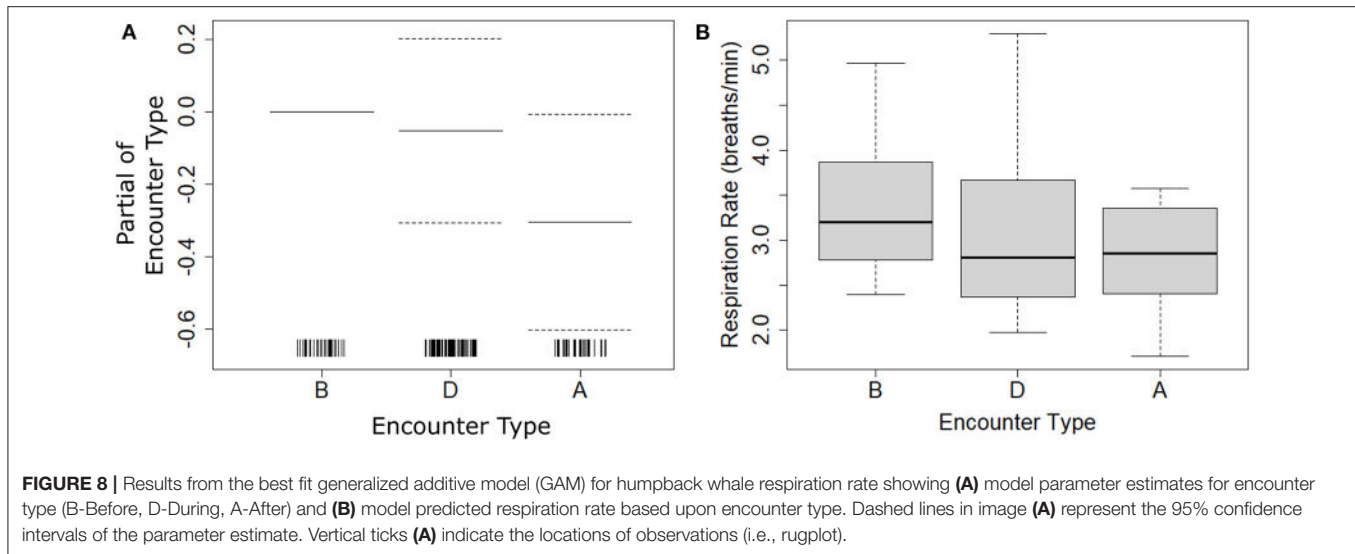 A
B
0.2
0.0
-0.2
-0.4
-0.6
Partial of
Encounter Type
B D A
Encounter Type
5.0
4.0
3.0
2.0
Respiration Rate (breaths/min)
B D A
Encounter Type
FIGURE 8 | Results from the best fit generalized additive model (GAM) for humpback whale respiration rate showing (A) model parameter estimates for encounter
type (B-Before, D-During, A-After) and (B) model predicted respiration rate based upon encounter type. Dashed lines in image (A) represent the 95% confidence
intervals of the parameter estimate. Vertical ticks (A) indicate the locations of observations (i.e., rugplot).